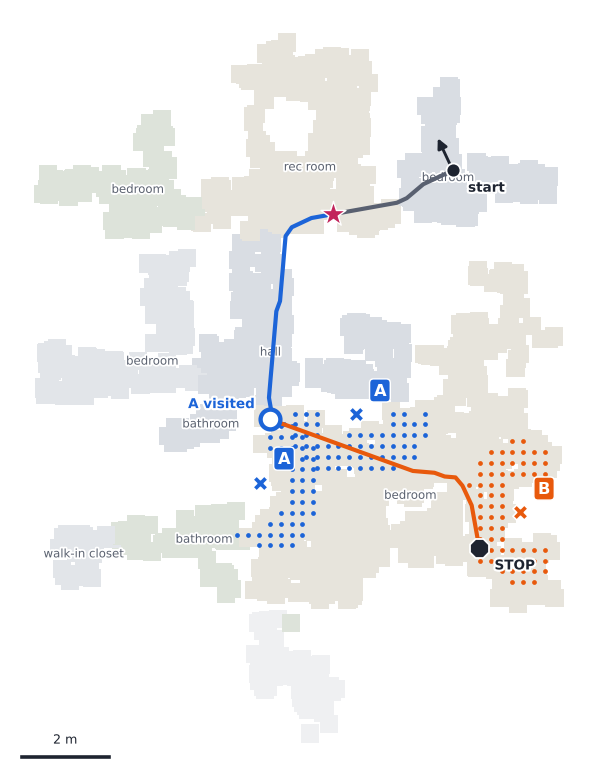 rec room
bedroom
bedroom
start
hall
bedroom
A
A visited
bathroom
A
B
bedroom
bathroom
walk-in closet
STOP
2 m